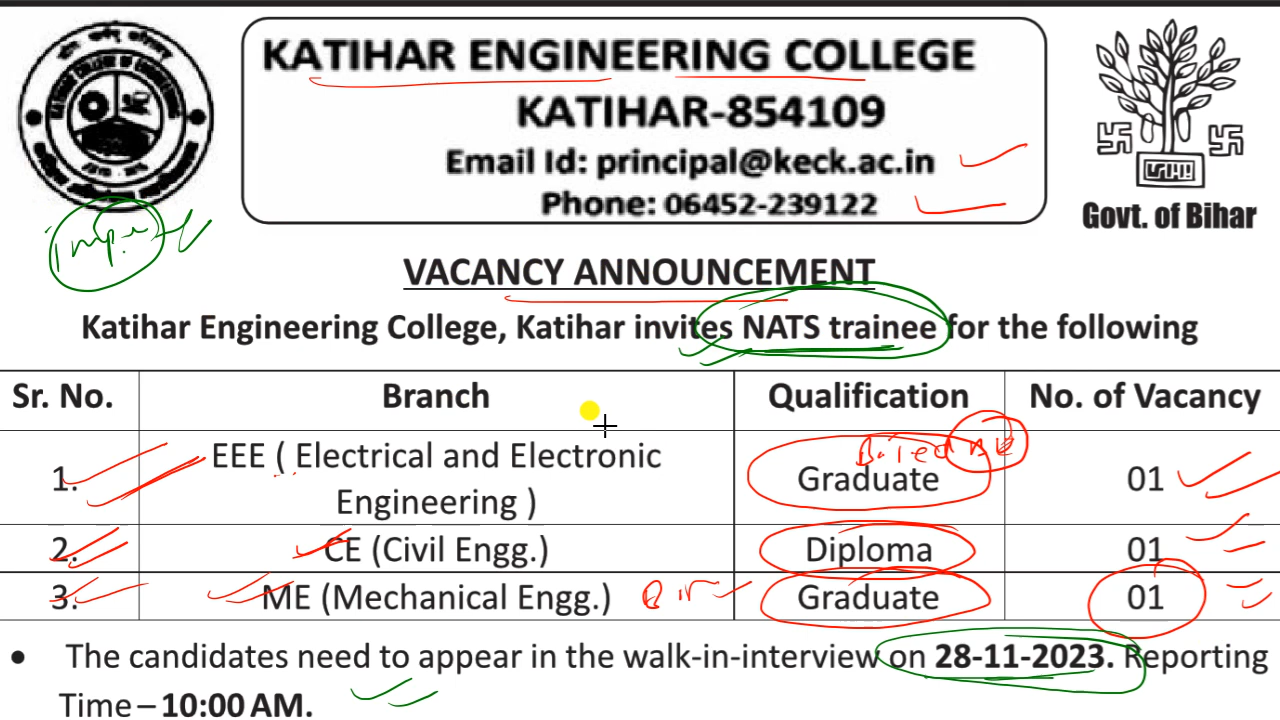 KATIHAR ENGINEERING COLLEGE
KATIHAR-854109
Email Id: principal@keck.ac.in
Phone: 06452-239122
Govt. of Bihar
VACANCY ANNOUNCEMENT
Katihar Engineering College, Katihar invites NATS trainee for the following
Sr. No. Branch Qualification No. of Vacancy
1. EEE ( Electrical and Electronic Engineering ) Graduate 01
2. CE (Civil Engg.) Diploma 01
3. ME (Mechanical Engg.) Graduate 01
• The candidates need to appear in the walk-in-interview on 28-11-2023. Reporting
Time – 10:00 AM.